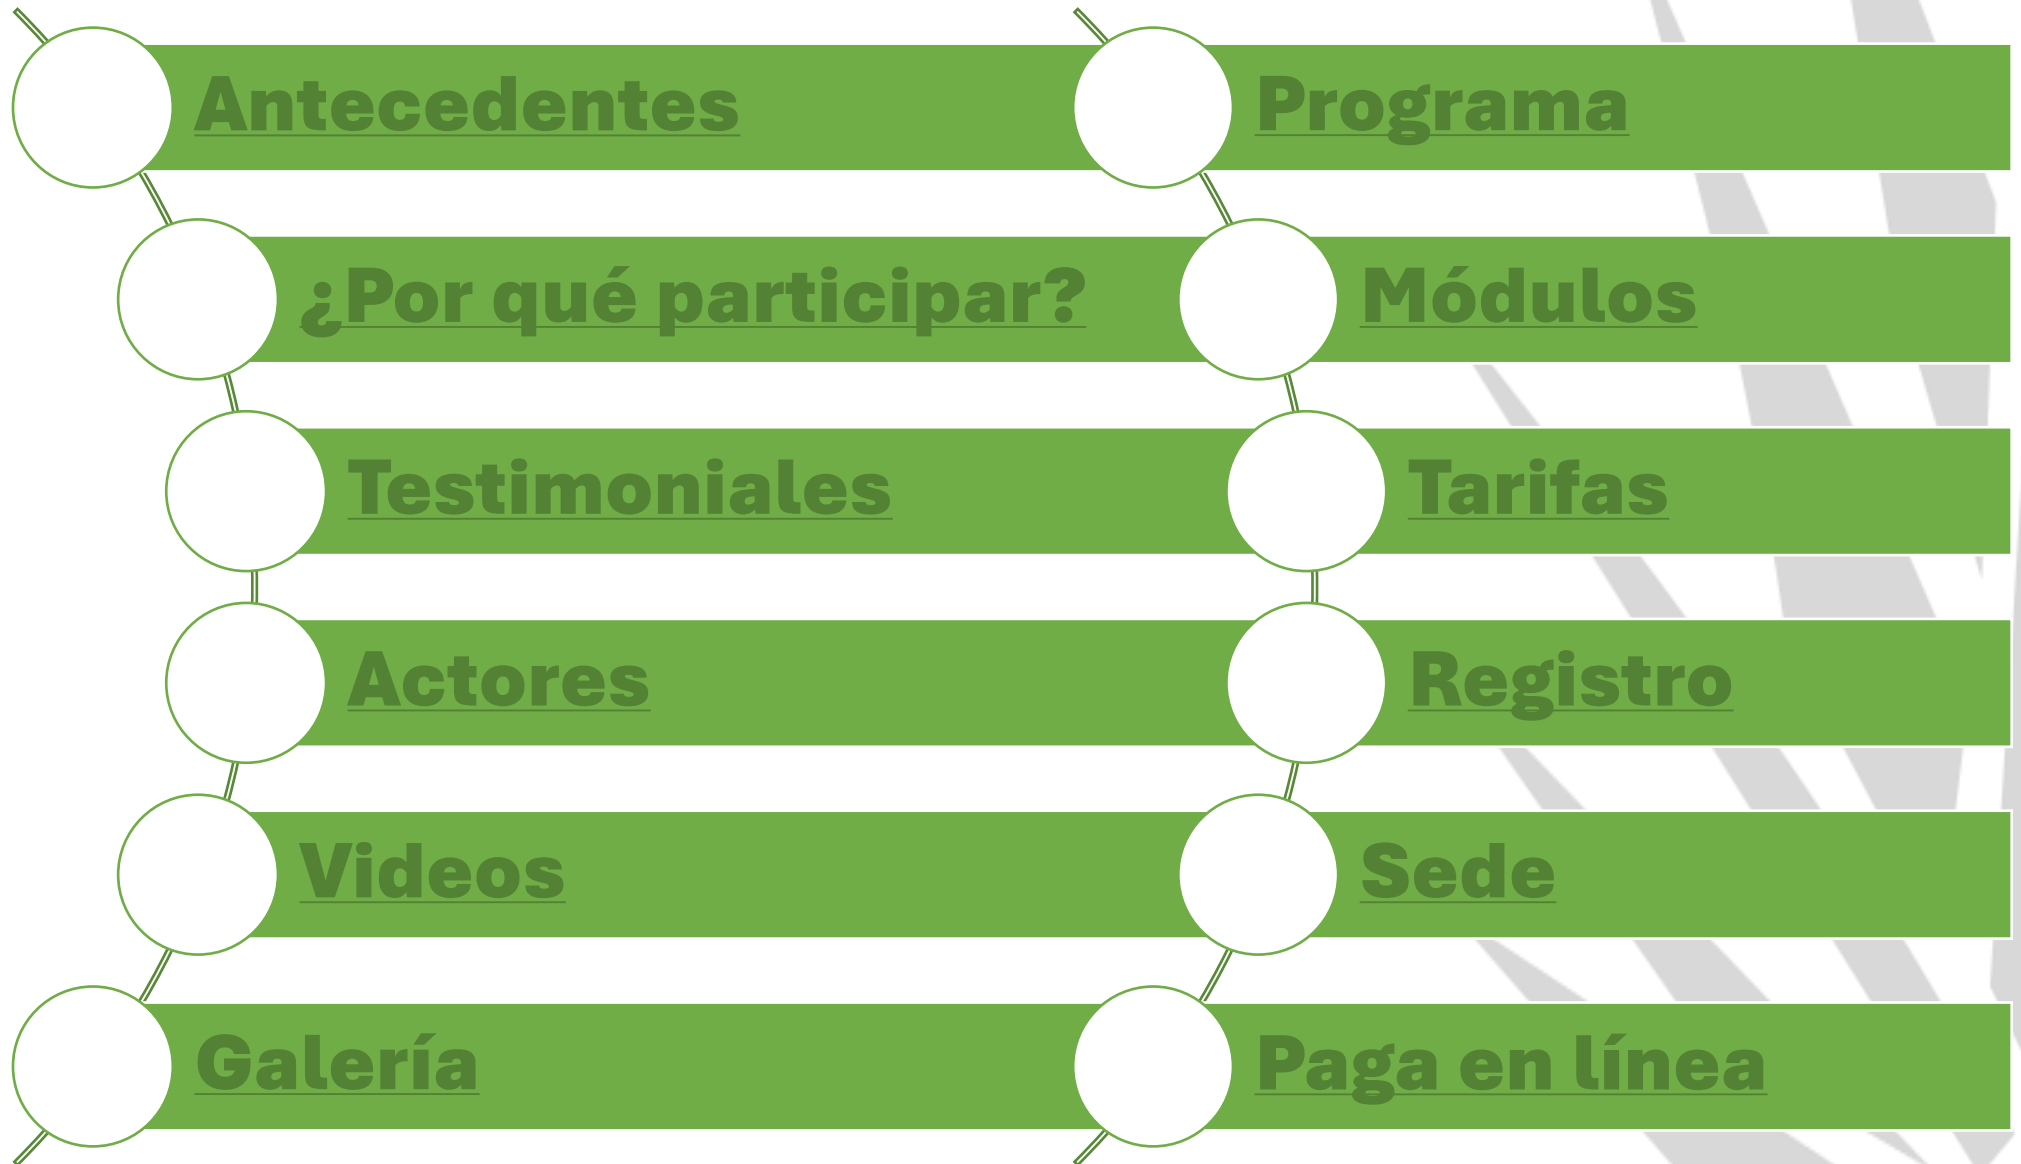 Antecedentes
¿Por qué participar?
Testimoniales
Actores
Videos
Galería
Programa
Módulos
Tarifas
Registro
Sede
Paga en línea